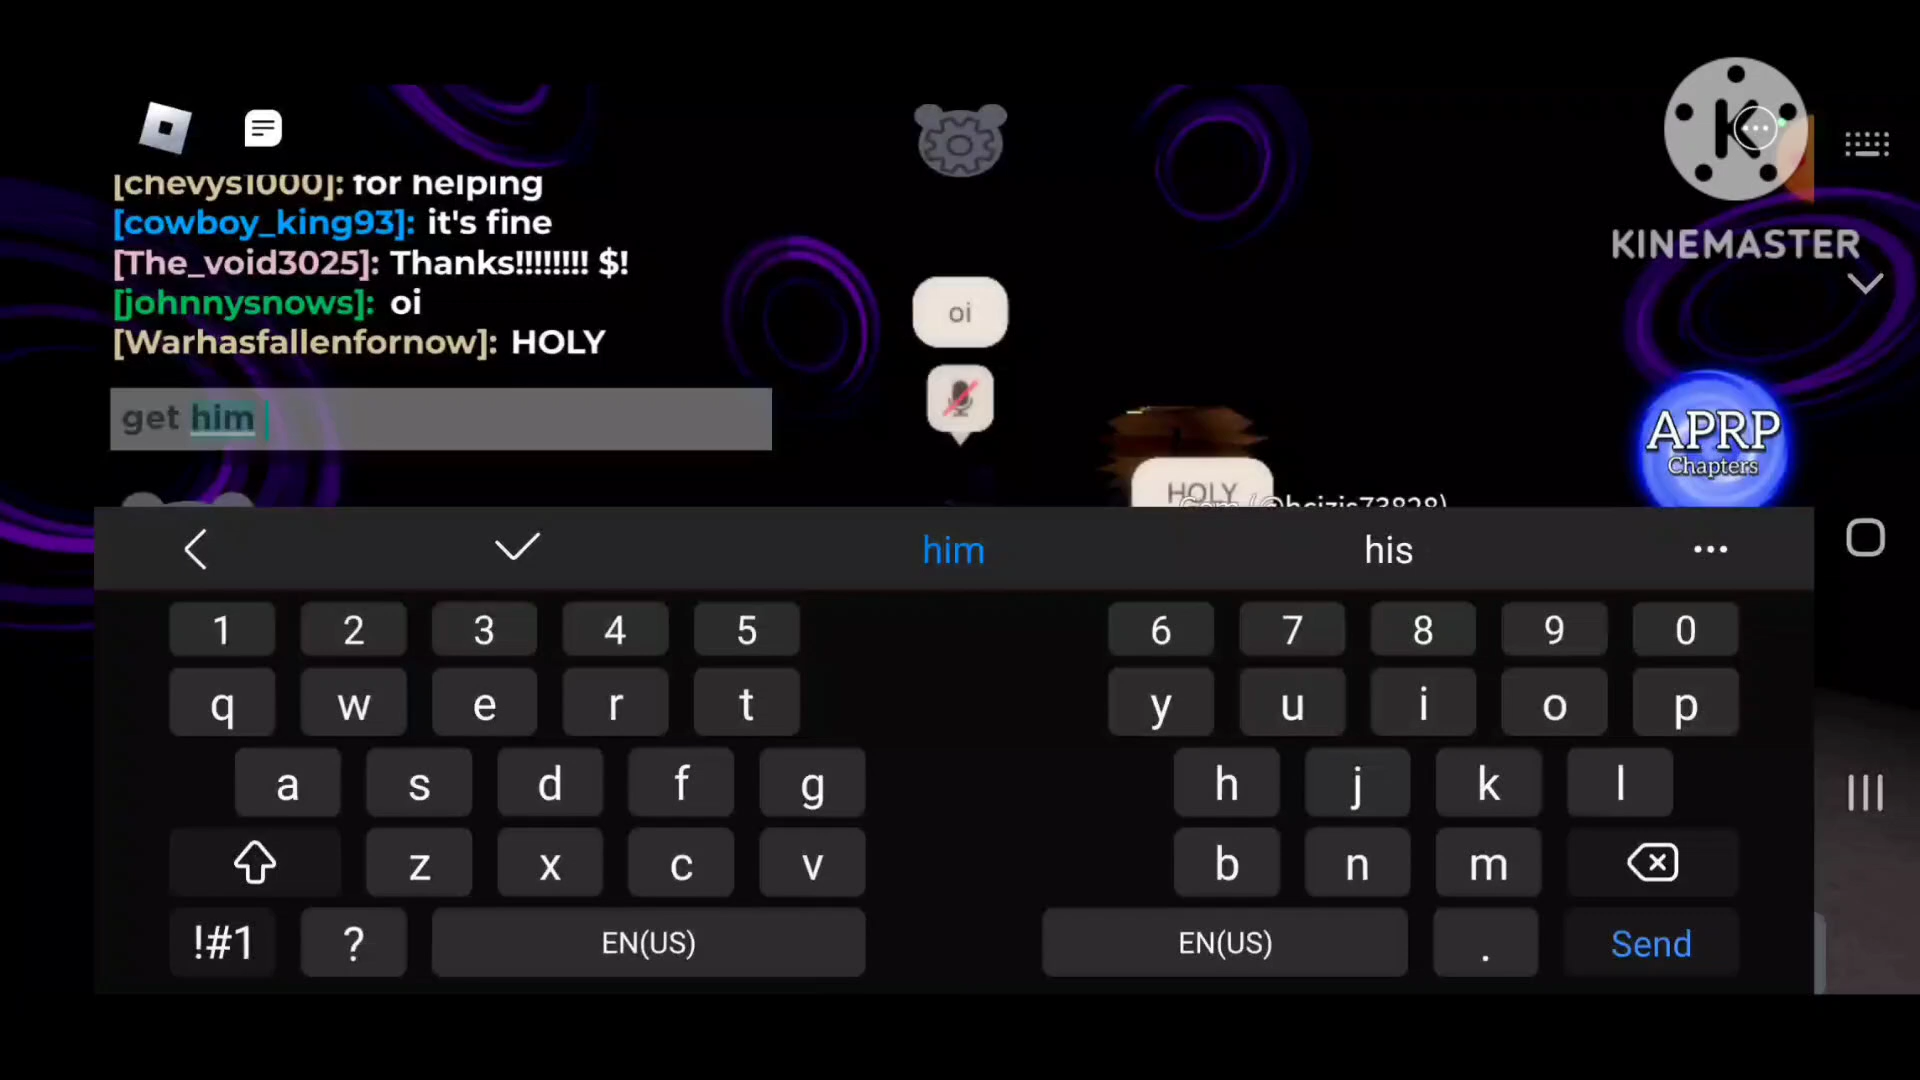 [chevys1000]: for helping
[cowboy_king93]: it's fine
[The_void3025]: Thanks!!!!!!!! $!
[johnnysnows]: oi
[Warhasfallenfornow]: HOLY
get him
oi
HOLY
KINEMASTER
APRP
Chapters
him his
1 2 3 4 5 6 7 8 9 0
q w e r t y u i o p
a s d f g h j k l
z x c v b n m
!#1 ? EN(US) EN(US) . Send